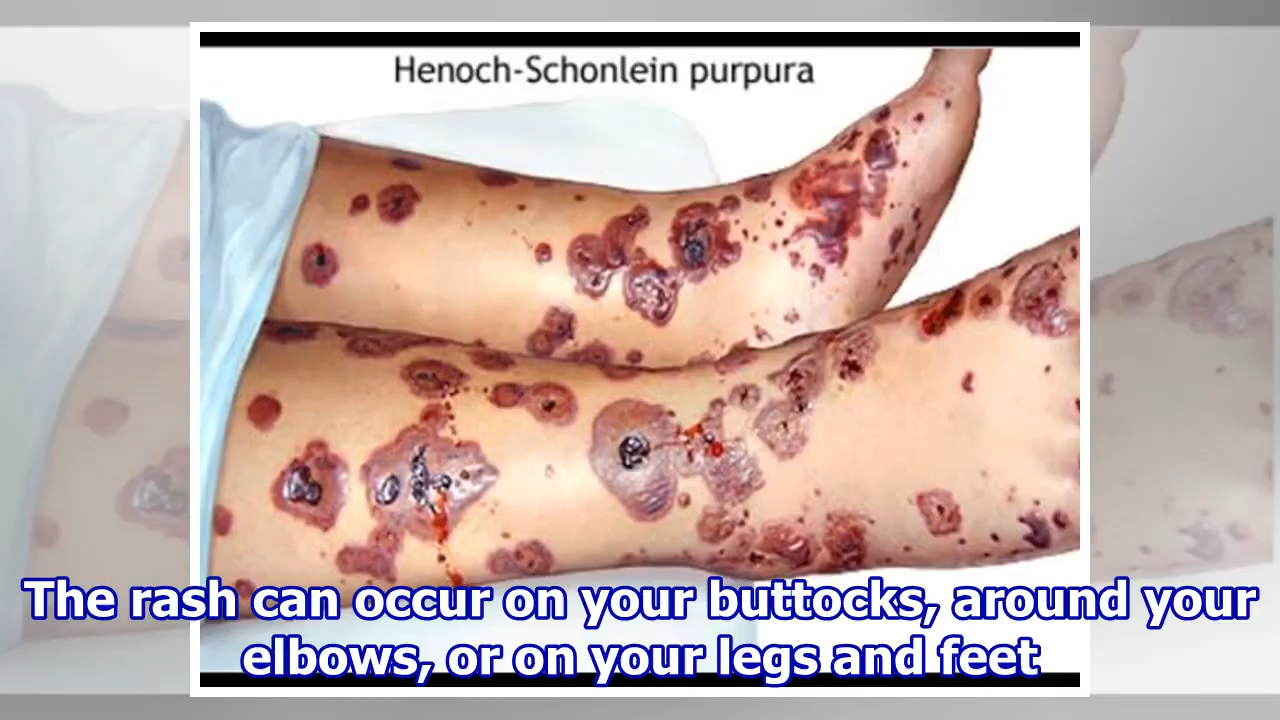 Henoch-Schonlein purpura
The rash can occur on your buttocks, around your
elbows, or on your legs and feet